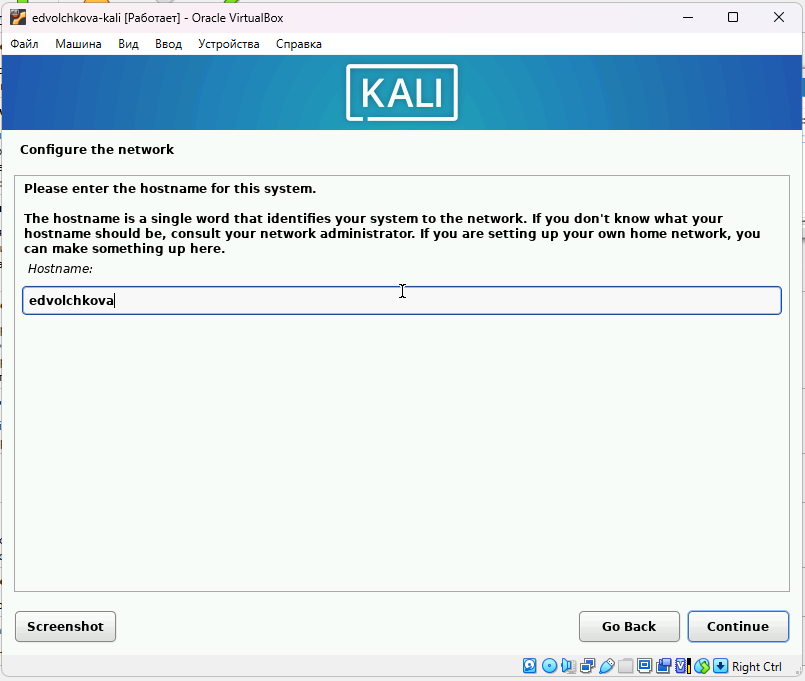 edvolchkova-kali [Работает] - Oracle VirtualBox
Файл Машина Вид Ввод Устройства Справка
KALI
Configure the network
Please enter the hostname for this system.
The hostname is a single word that identifies your system to the network. If you don't know what your
hostname should be, consult your network administrator. If you are setting up your own home network, you
can make something up here.
Hostname:
edvolchkova
Screenshot Go Back Continue
Right Ctrl